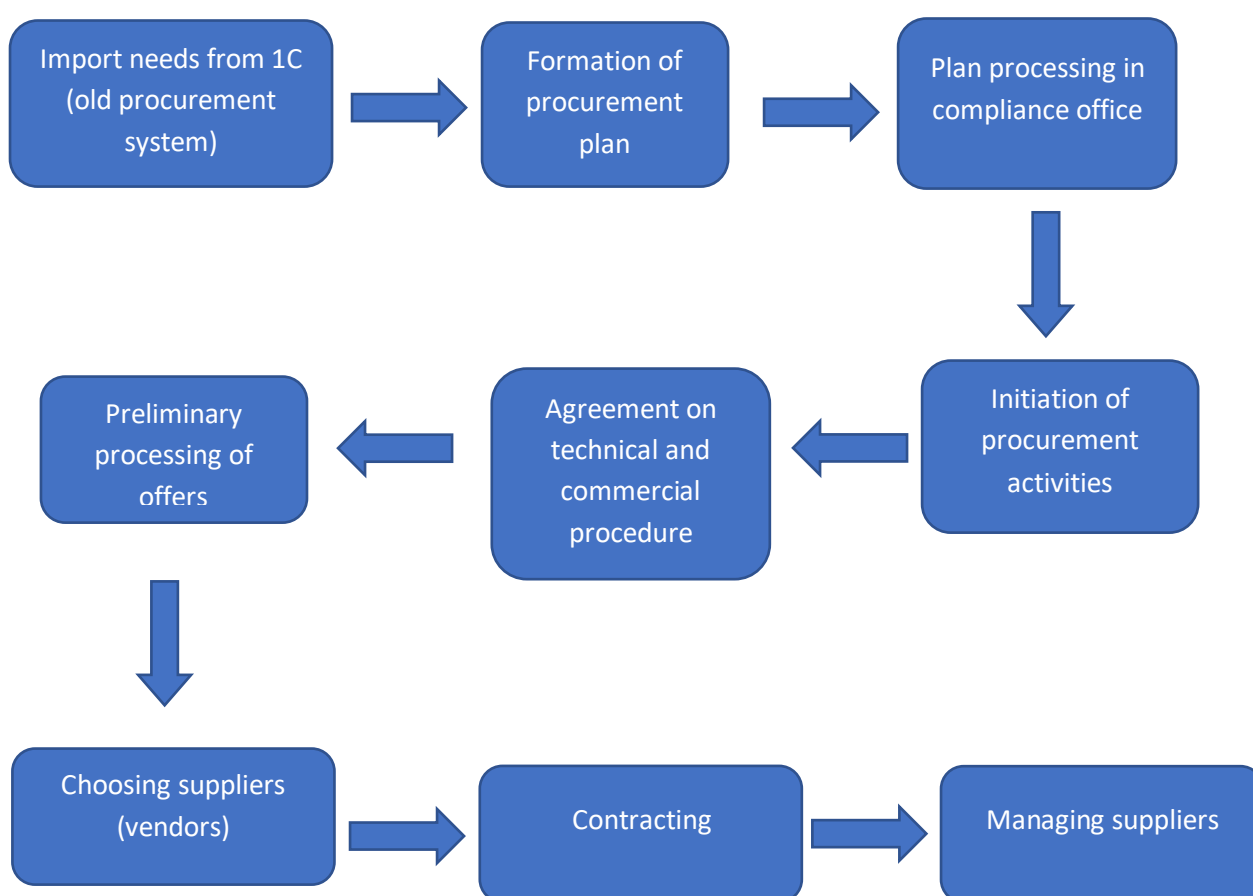 Import needs from 1C
(old procurement
system)
Formation of
procurement
plan
Plan processing in
compliance office
Initiation of
procurement
activities
Agreement on
technical and
commercial
procedure
Preliminary
processing of
offers
Choosing suppliers
(vendors)
Contracting
Managing suppliers